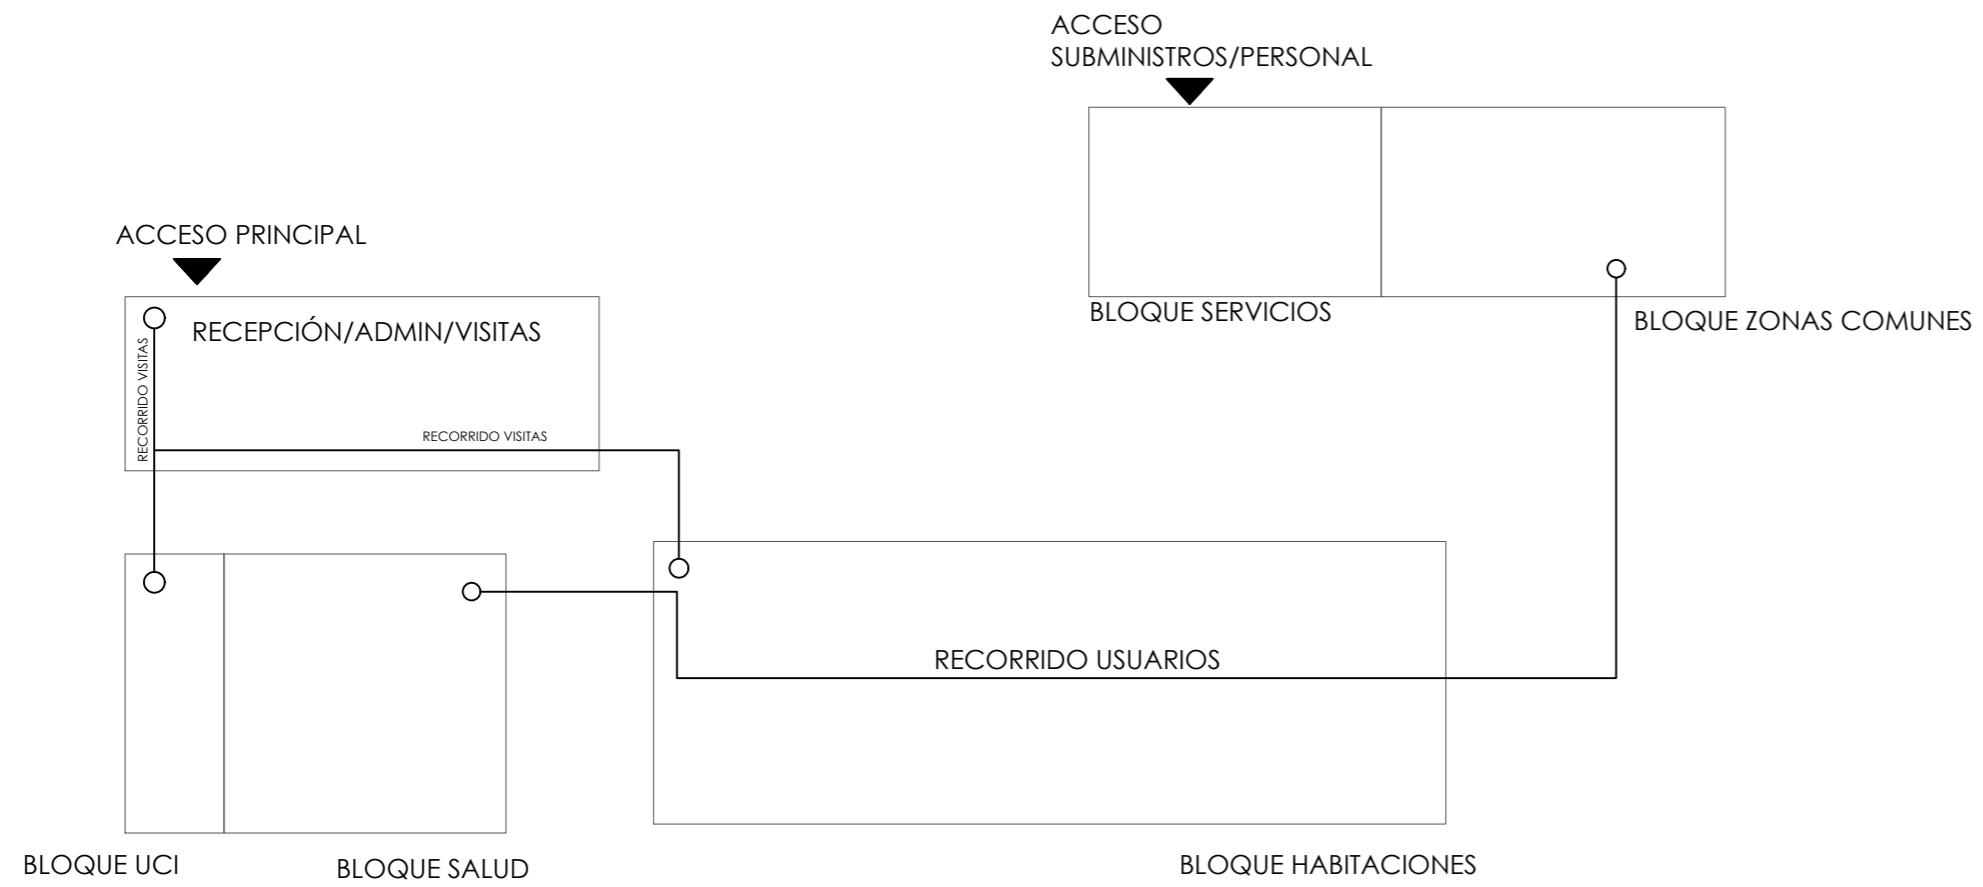 ACCESO
SUBMINISTROS/PERSONAL
ACCESO PRINCIPAL
BLOQUE SERVICIOS
BLOQUE ZONAS COMUNES
RECEPCIÓN/ADMIN/VISITAS
RECORRIDO VISITAS
RECORRIDO VISITAS
RECORRIDO USUARIOS
BLOQUE UCI
BLOQUE SALUD
BLOQUE HABITACIONES